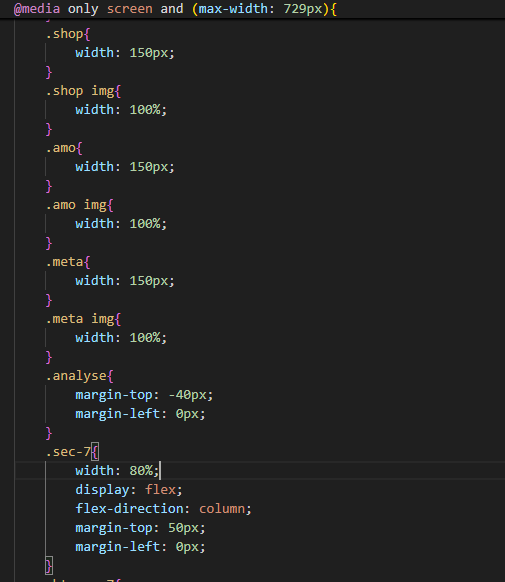 @media only screen and (max-width: 729px){
}
.shop{
width: 150px;
}
.shop img{
width: 100%;
}
.amo{
width: 150px;
}
.amo img{
width: 100%;
}
.meta{
width: 150px;
}
.meta img{
width: 100%;
}
.analyse{
margin-top: -40px;
margin-left: 0px;
}
.sec-7{
width: 80%;
display: flex;
flex-direction: column;
margin-top: 50px;
margin-left: 0px;
}